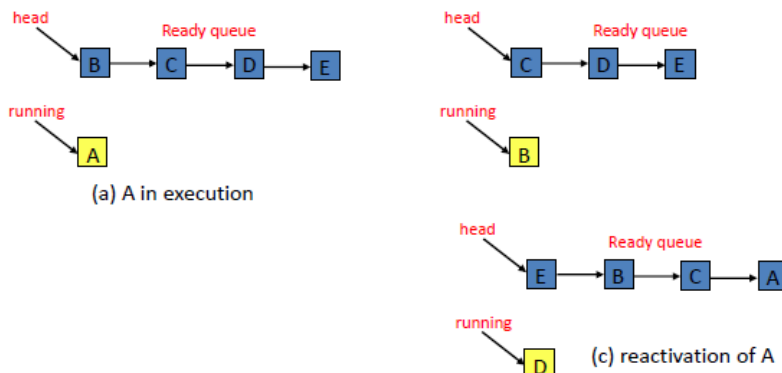 head
Ready queue
B C D E
running
A
(a) A in execution
head
Ready queue
C D E
running
B
head
Ready queue
E B C A
running
D
(c) reactivation of A